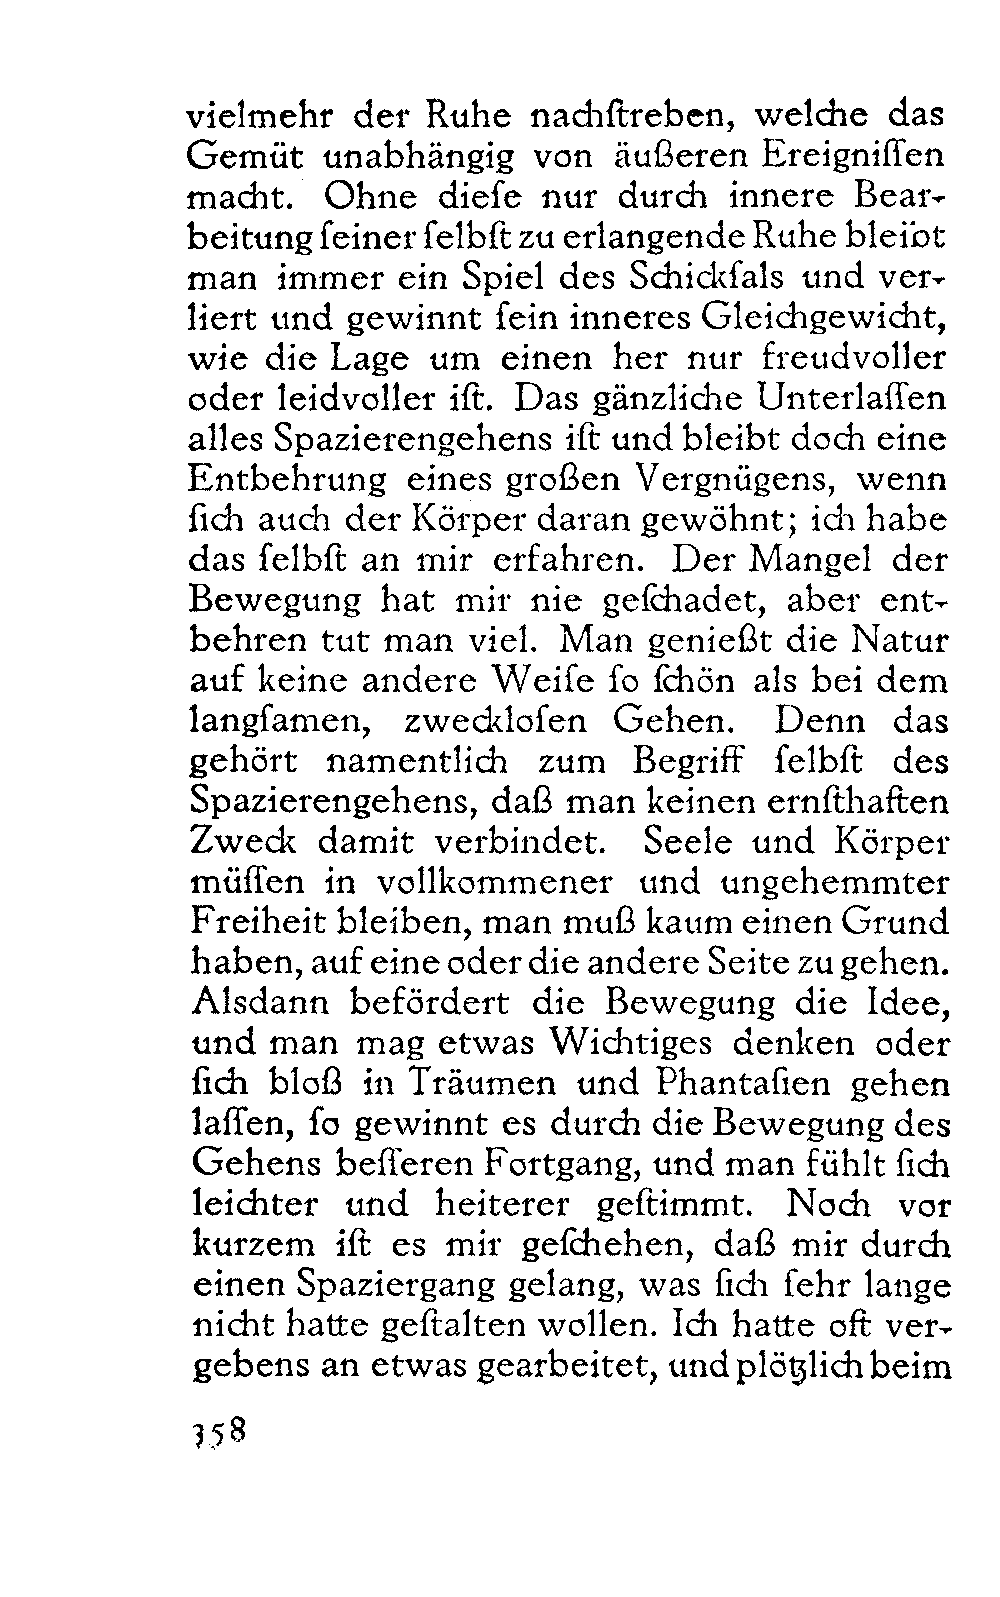 vielmehr der Ruhe nachſtreben, welche das
Gemüt unabhängig von äußeren Ereigniſſen
macht. Ohne dieſe nur durch innere Bear-
beitung ſeiner ſelbſt zu erlangende Ruhe bleibt
man immer ein Spiel des Schickſals und ver-
liert und gewinnt ſein inneres Gleichgewicht,
wie die Lage um einen her nur freudvoller
oder leidvoller iſt. Das gänzliche Unterlaſſen
alles Spazierengehens iſt und bleibt doch eine
Entbehrung eines großen Vergnügens, wenn
ſich auch der Körper daran gewöhnt; ich habe
das ſelbſt an mir erfahren. Der Mangel der
Bewegung hat mir nie geſchadet, aber ent-
behren tut man viel. Man genießt die Natur
auf keine andere Weiſe ſo ſchön als bei dem
langſamen, zweckloſen Gehen. Denn das
gehört namentlich zum Begriff ſelbſt des
Spazierengehens, daß man keinen ernſthaften
Zweck damit verbindet. Seele und Körper
müſſen in vollkommener und ungehemmter
Freiheit bleiben, man muß kaum einen Grund
haben, auf eine oder die andere Seite zu gehen.
Alsdann befördert die Bewegung die Idee,
und man mag etwas Wichtiges denken oder
ſich bloß in Träumen und Phantaſien gehen
laſſen, ſo gewinnt es durch die Bewegung des
Gehens beſſeren Fortgang, und man fühlt ſich
leichter und heiterer geſtimmt. Noch vor
kurzem iſt es mir geſchehen, daß mir durch
einen Spaziergang gelang, was ſich ſehr lange
nicht hatte geſtalten wollen. Ich hatte oft ver-
gebens an etwas gearbeitet, und plötzlich beim
358